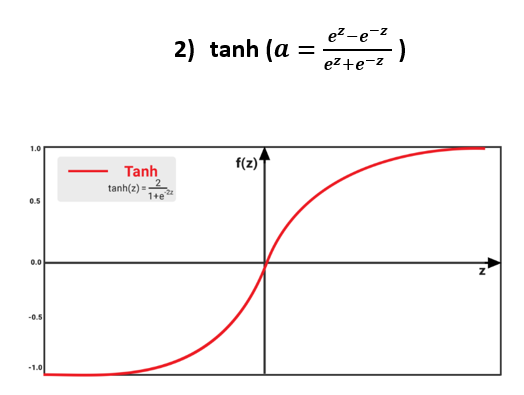 2) tanh (a = e^z−e^−z / e^z+e^−z )
1.0
f(z)
Tanh
tanh(z) = 2 / 1+e^-2z
0.5
0.0
z
-0.5
-1.0